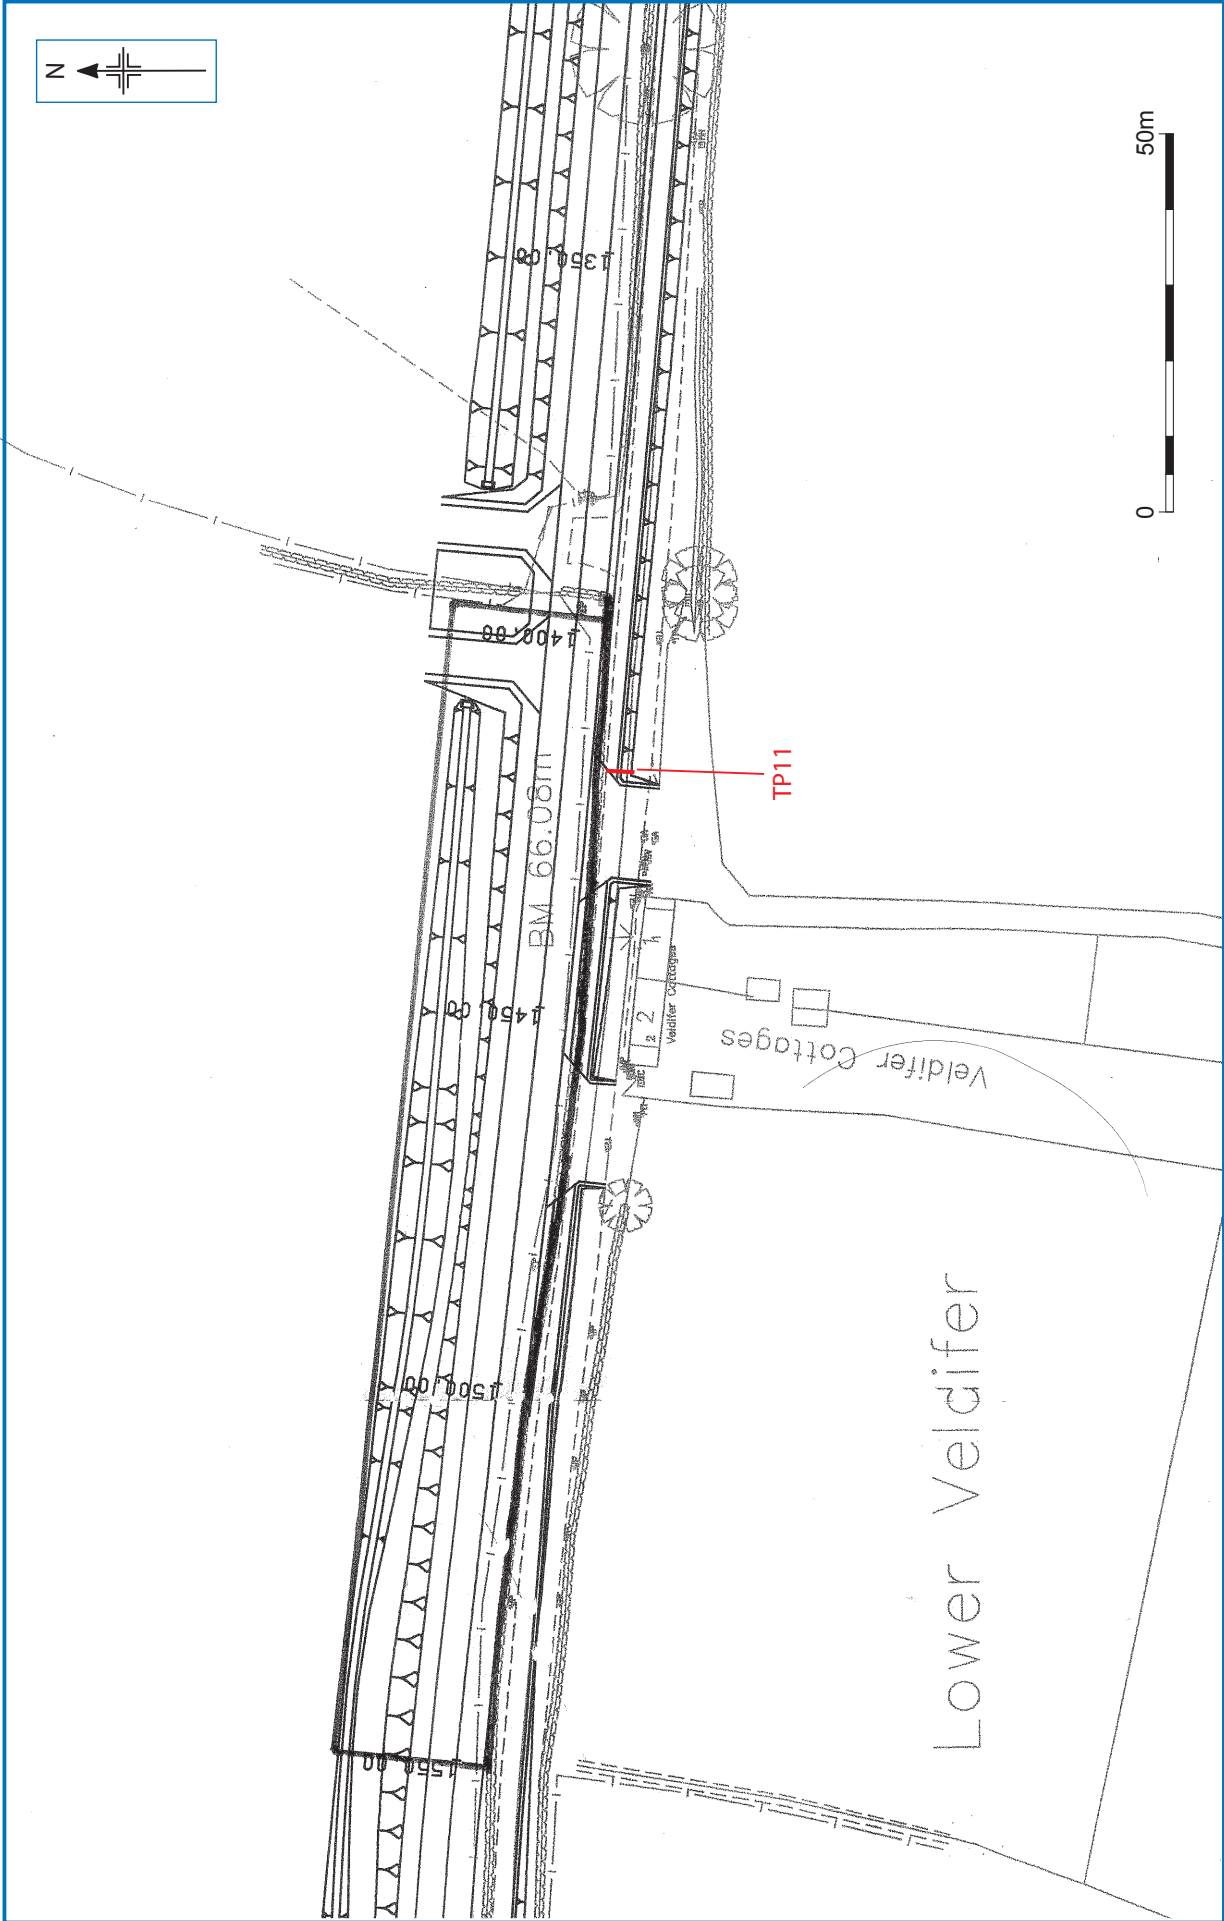 N
50m
0
1350.00
1400.00
BM 66.08m
TP11
1450.00
1
2
2
Veldifer Cottages
Veldifer Cottages
1500.00
Lower Veldifer
1550.00